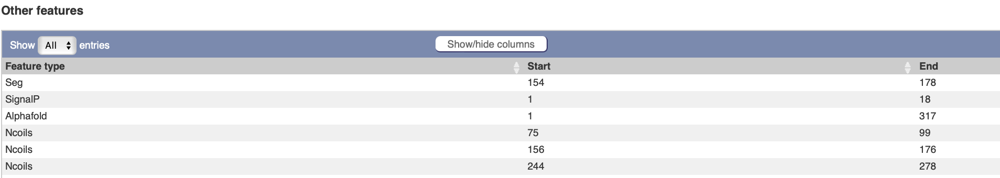 Other features
Show All entries Show/hide columns
Feature type Start End
Seg 154 178
SignalP 1 18
Alphafold 1 317
Ncoils 75 99
Ncoils 156 176
Ncoils 244 278